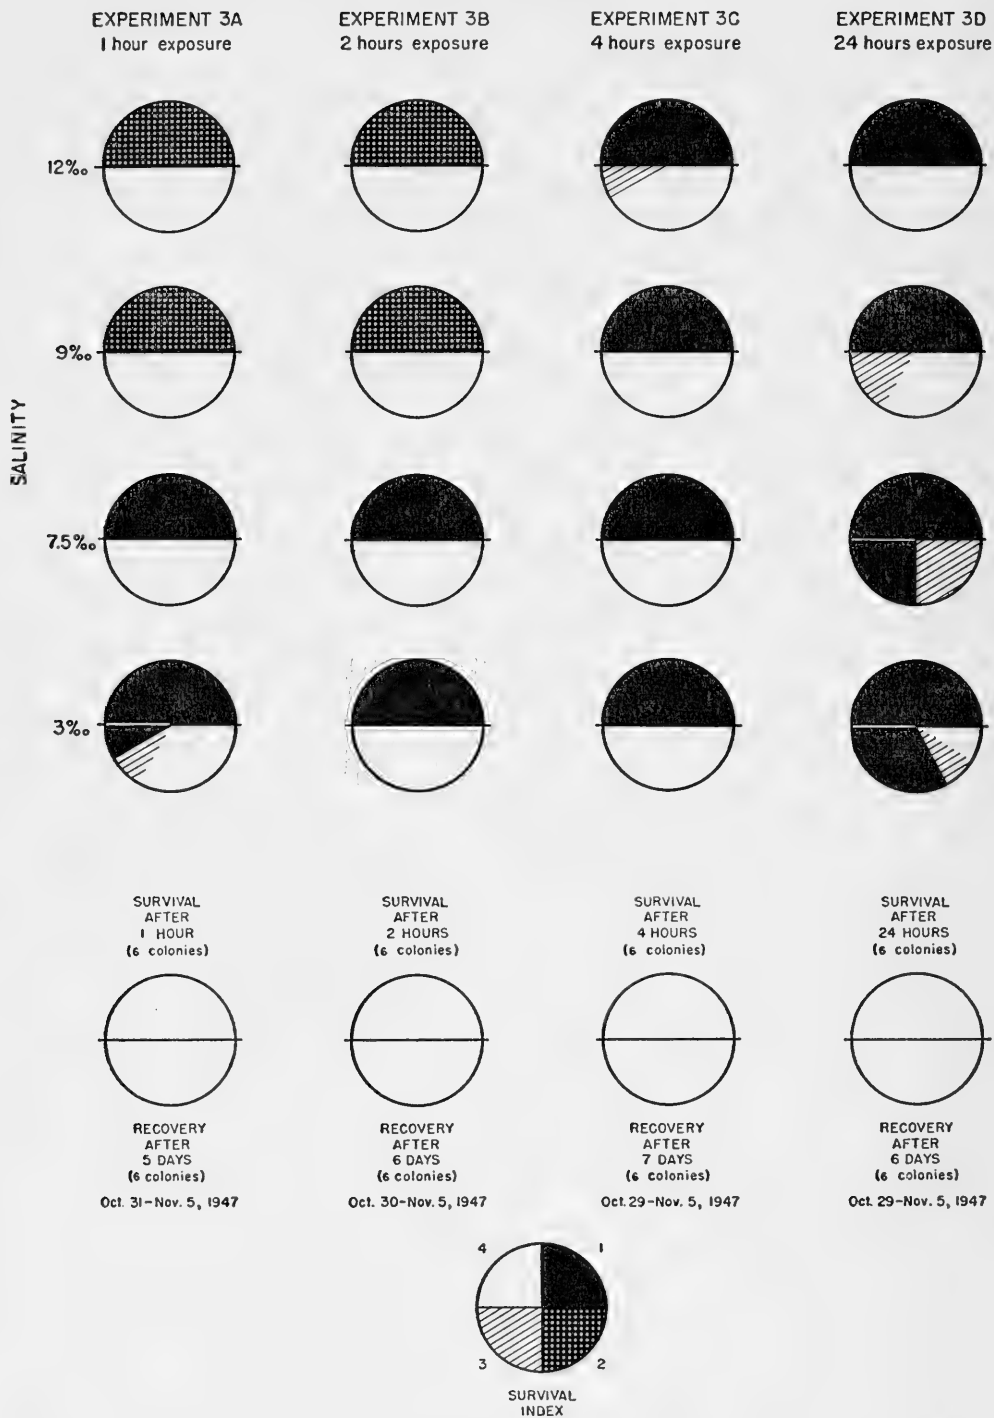 EXPERIMENT 3A
1 hour exposure
EXPERIMENT 3B
2 hours exposure
EXPERIMENT 3C
4 hours exposure
EXPERIMENT 3D
24 hours exposure
SALINITY
12‰
9‰
7.5‰
3‰
SURVIVAL
AFTER
1 HOUR
(6 colonies)
SURVIVAL
AFTER
2 HOURS
(6 colonies)
SURVIVAL
AFTER
4 HOURS
(6 colonies)
SURVIVAL
AFTER
24 HOURS
(6 colonies)
RECOVERY
AFTER
5 DAYS
(6 colonies)
Oct. 31-Nov. 5, 1947
RECOVERY
AFTER
6 DAYS
(6 colonies)
Oct. 30-Nov. 5, 1947
RECOVERY
AFTER
7 DAYS
(6 colonies)
Oct. 29-Nov. 5, 1947
RECOVERY
AFTER
6 DAYS
(6 colonies)
Oct. 29-Nov. 5, 1947
4
1
3
2
SURVIVAL
INDEX